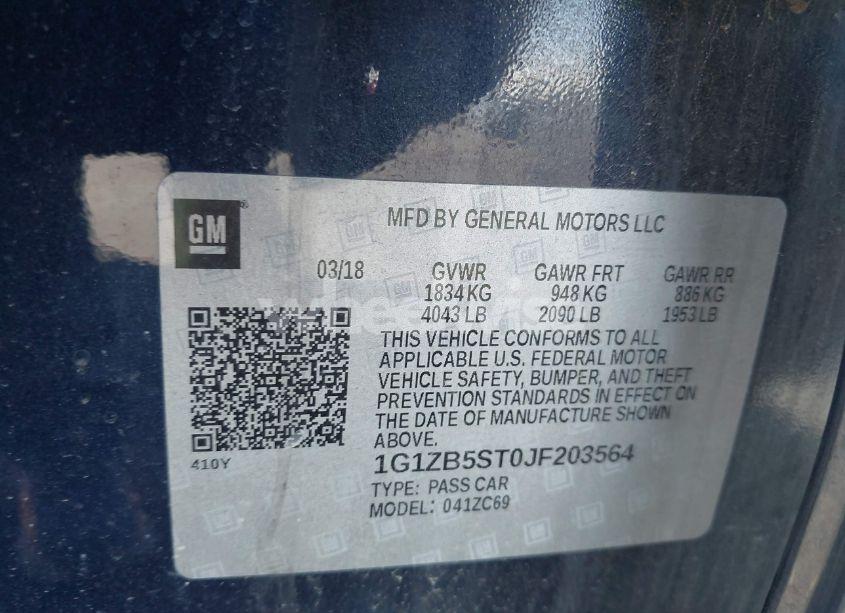 GM
®
MFD BY GENERAL MOTORS LLC
03/18 GVWR GAWR FRT GAWR RR
1834 KG 948 KG 886 KG
4043 LB 2090 LB 1953 LB
THIS VEHICLE CONFORMS TO ALL
APPLICABLE U.S. FEDERAL MOTOR
VEHICLE SAFETY, BUMPER, AND THEFT
PREVENTION STANDARDS IN EFFECT ON
THE DATE OF MANUFACTURE SHOWN
ABOVE.
410Y
1G1ZB5ST0JF203564
TYPE: PASS CAR
MODEL: 041ZC69